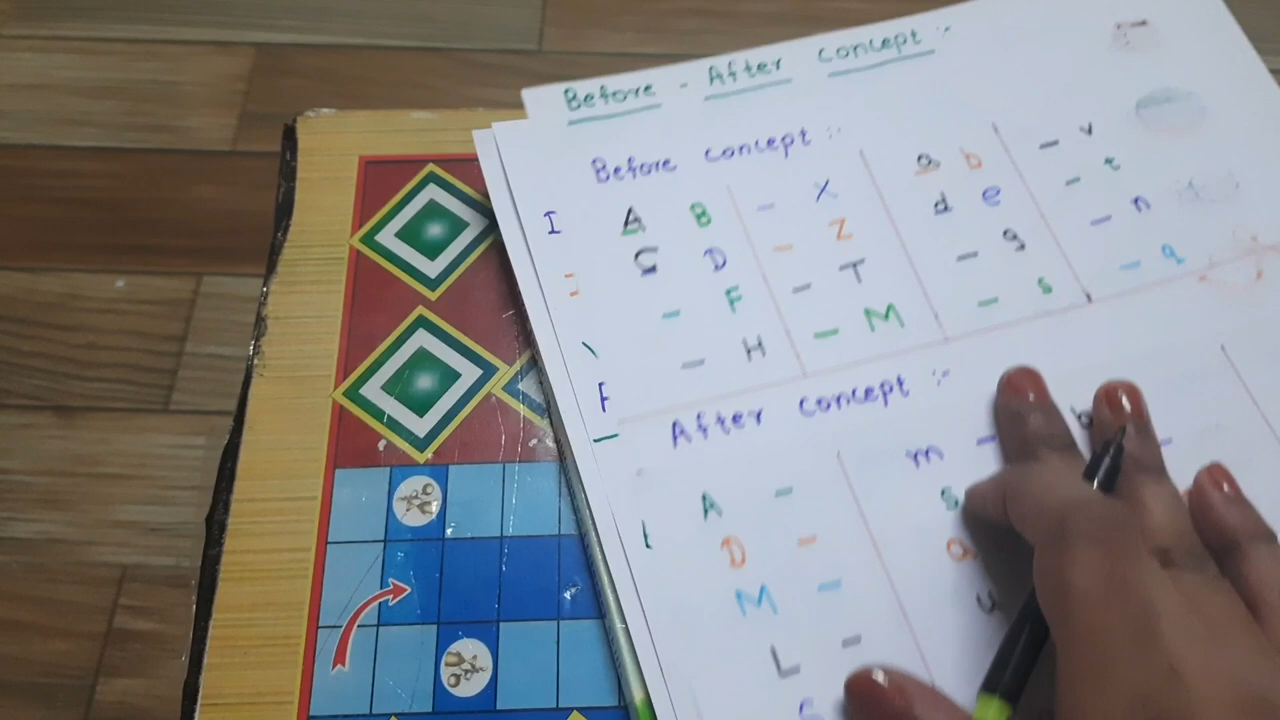 Before - After concept :-
Before concept :-
A B - X a b - v
C D - Z d e - t
- F - T - g - n
- H - M - s - q
After concept :-
A - m -
D - s
M - a
L - u